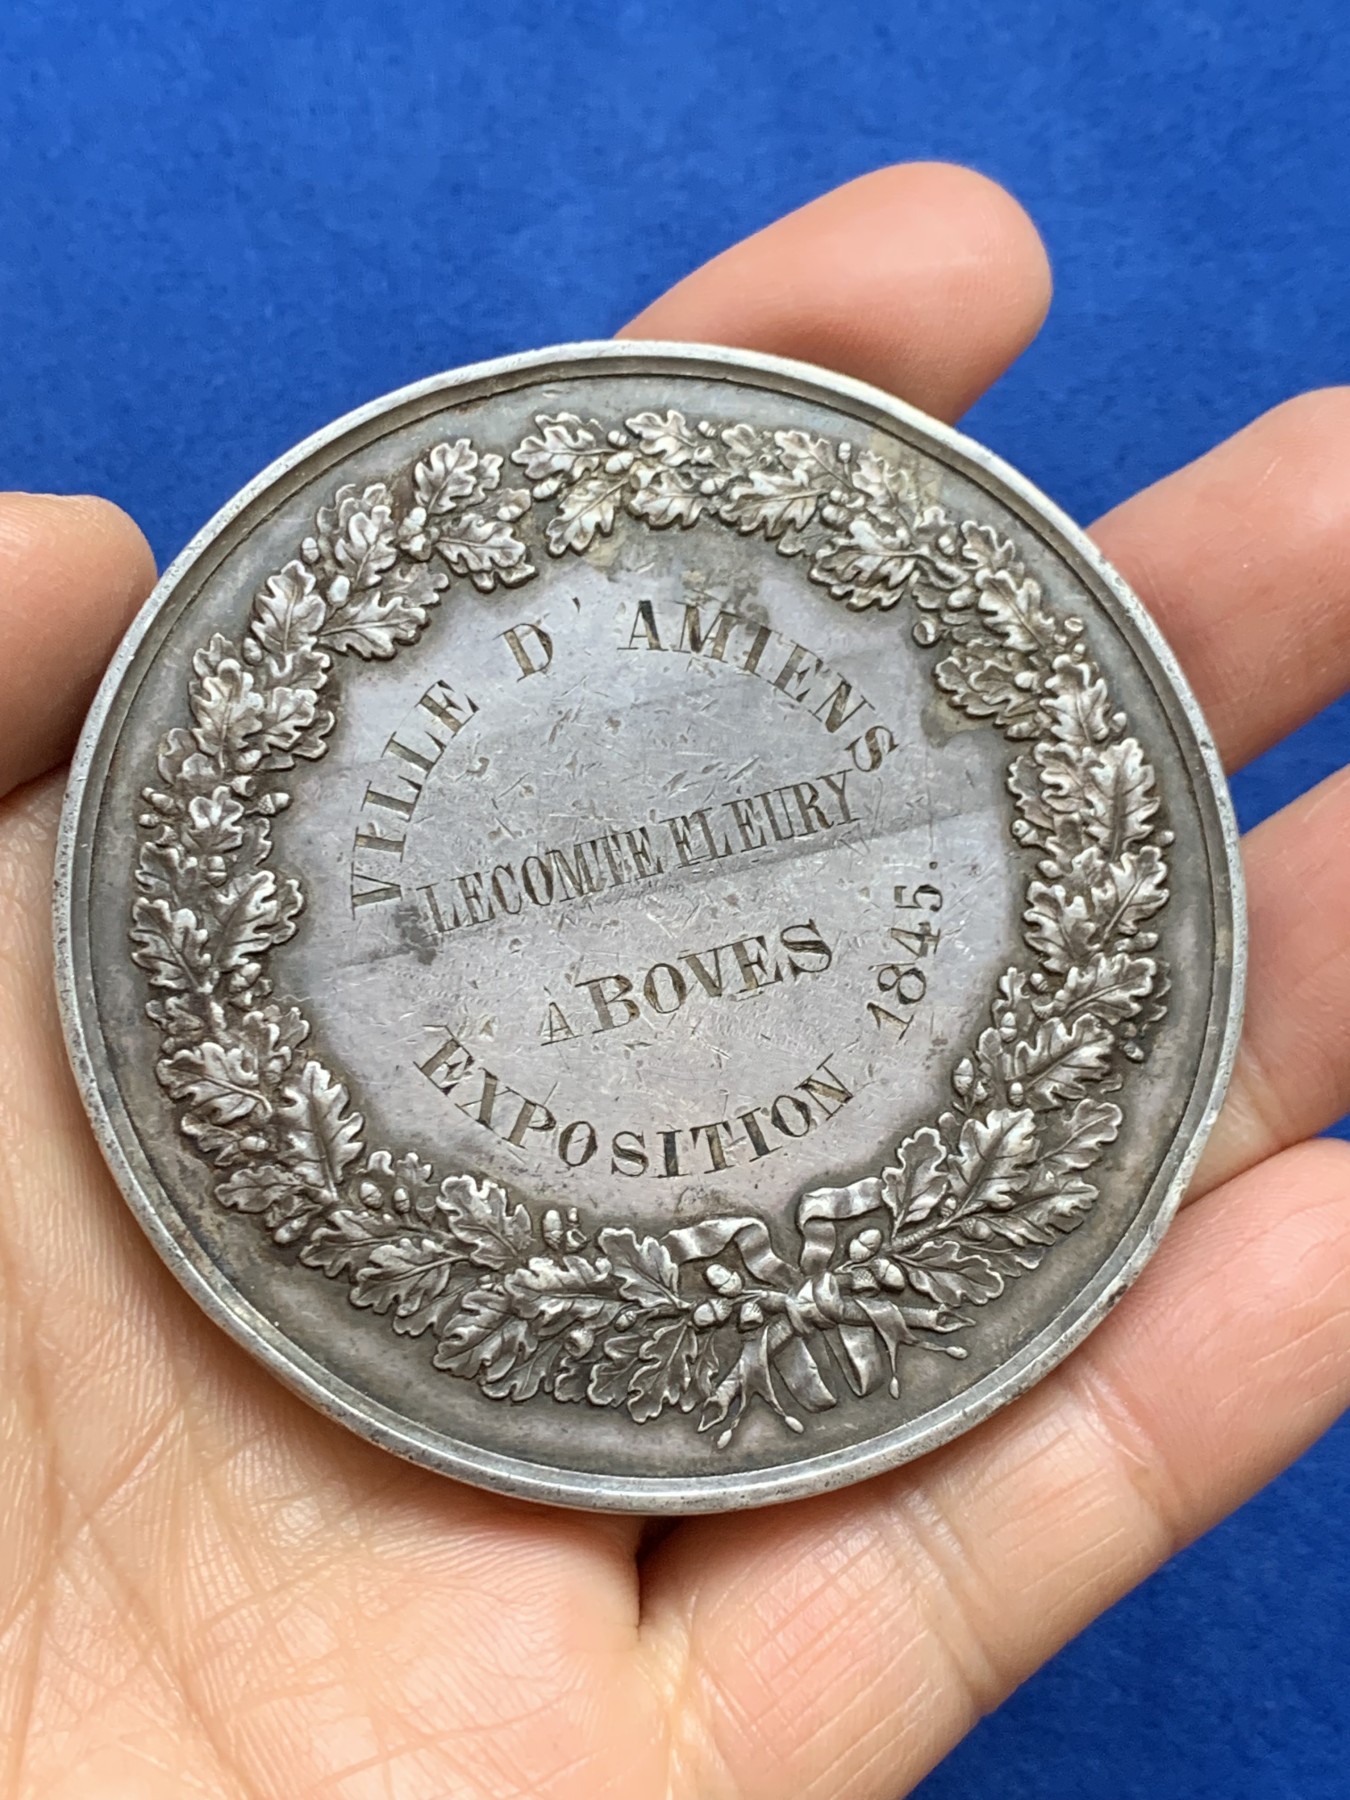 VILLE D'AMIENS
LECOMTE FLEURY
A BOVES
EXPOSITION 1845.